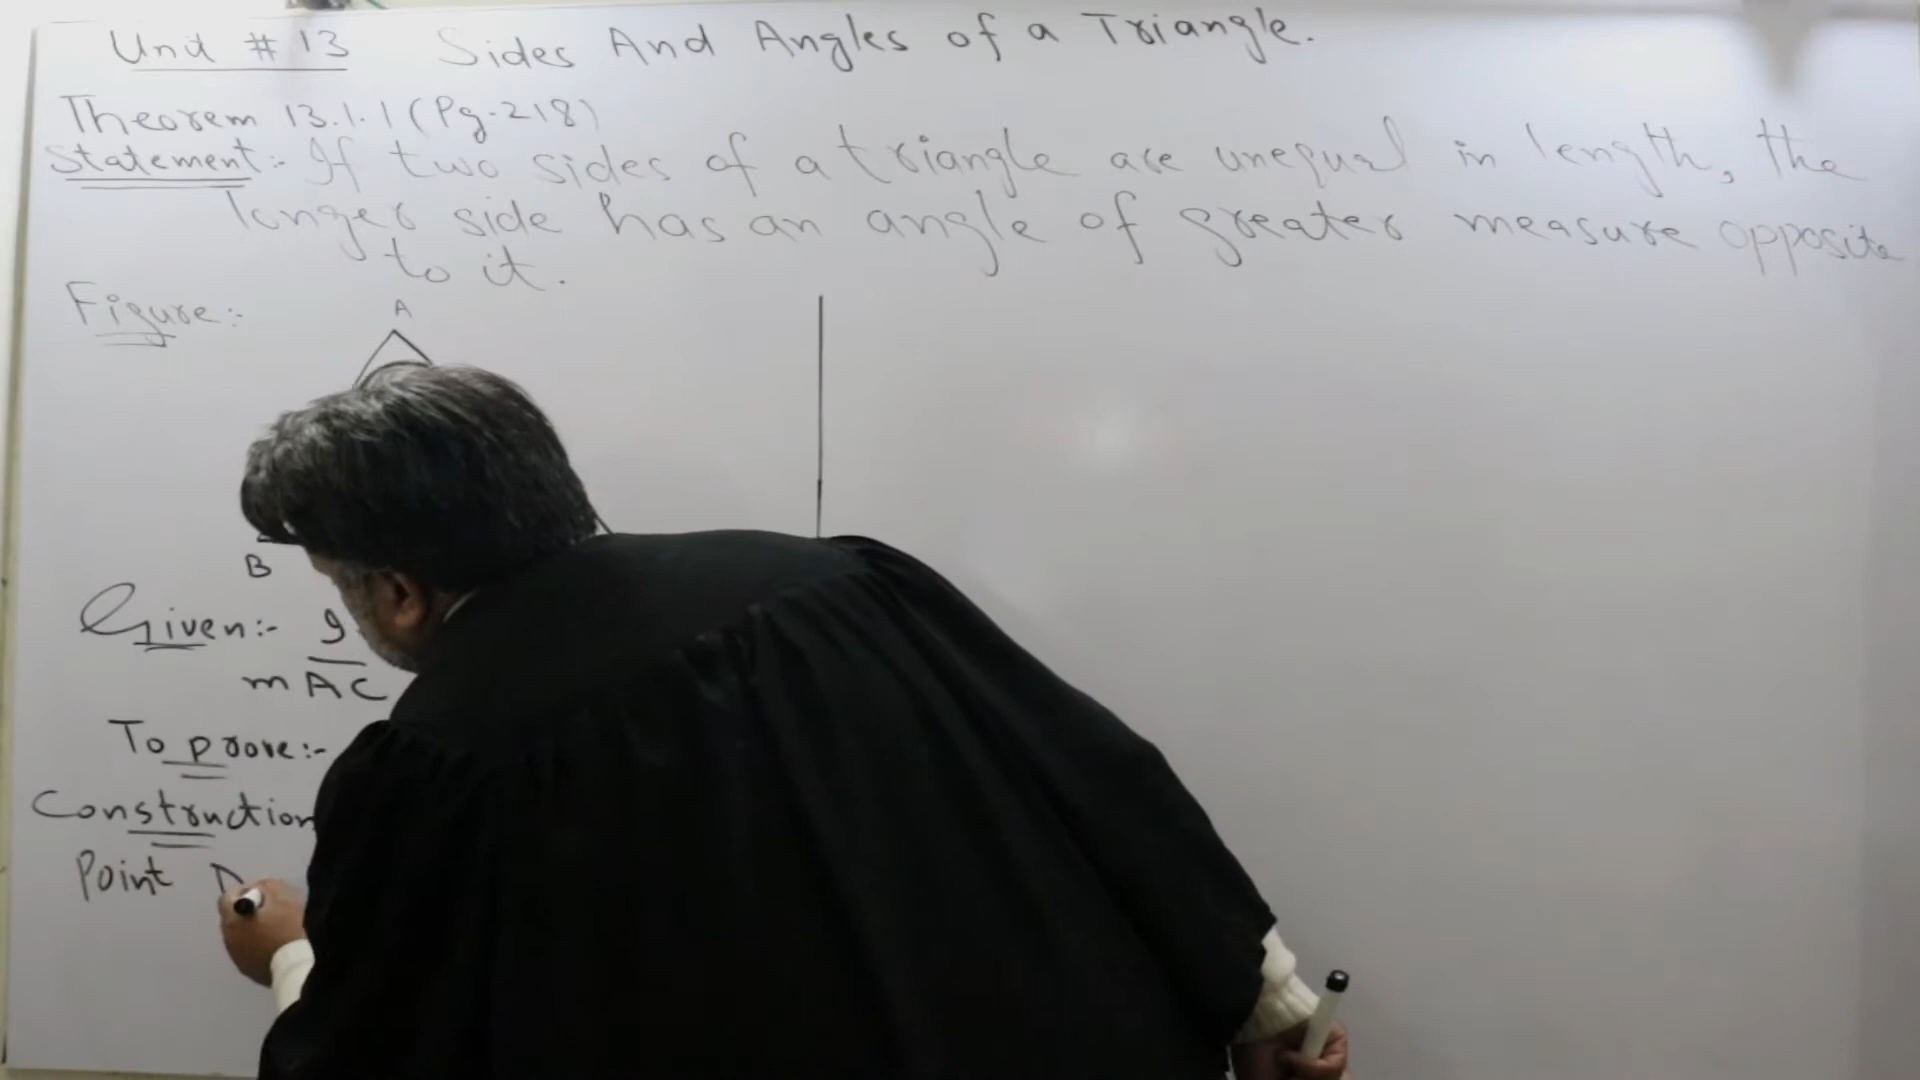 Unit # 13 Sides And Angles of a Triangle.
Theorem 13.1.1 (Pg-218)
Statement:- If two sides of a triangle are unequal in length, the
longer side has an angle of greater measure opposite
to it.
Figure:-
A
B
Given:-
mAC
To prove:-
Construction
Point D